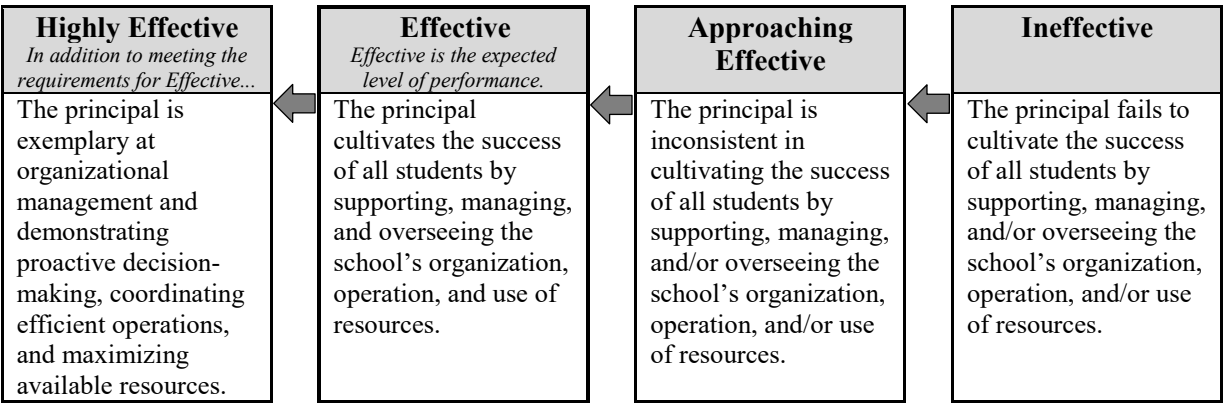 Highly Effective
In addition to meeting the
requirements for Effective...
The principal is
exemplary at
organizational
management and
demonstrating
proactive decision-
making, coordinating
efficient operations,
and maximizing
available resources.
Effective
Effective is the expected
level of performance.
The principal
cultivates the success
of all students by
supporting, managing,
and overseeing the
school’s organization,
operation, and use of
resources.
Approaching
Effective
The principal is
inconsistent in
cultivating the success
of all students by
supporting, managing,
and/or overseeing the
school’s organization,
operation, and/or use
of resources.
Ineffective
The principal fails to
cultivate the success
of all students by
supporting, managing,
and/or overseeing the
school’s organization,
operation, and/or use
of resources.